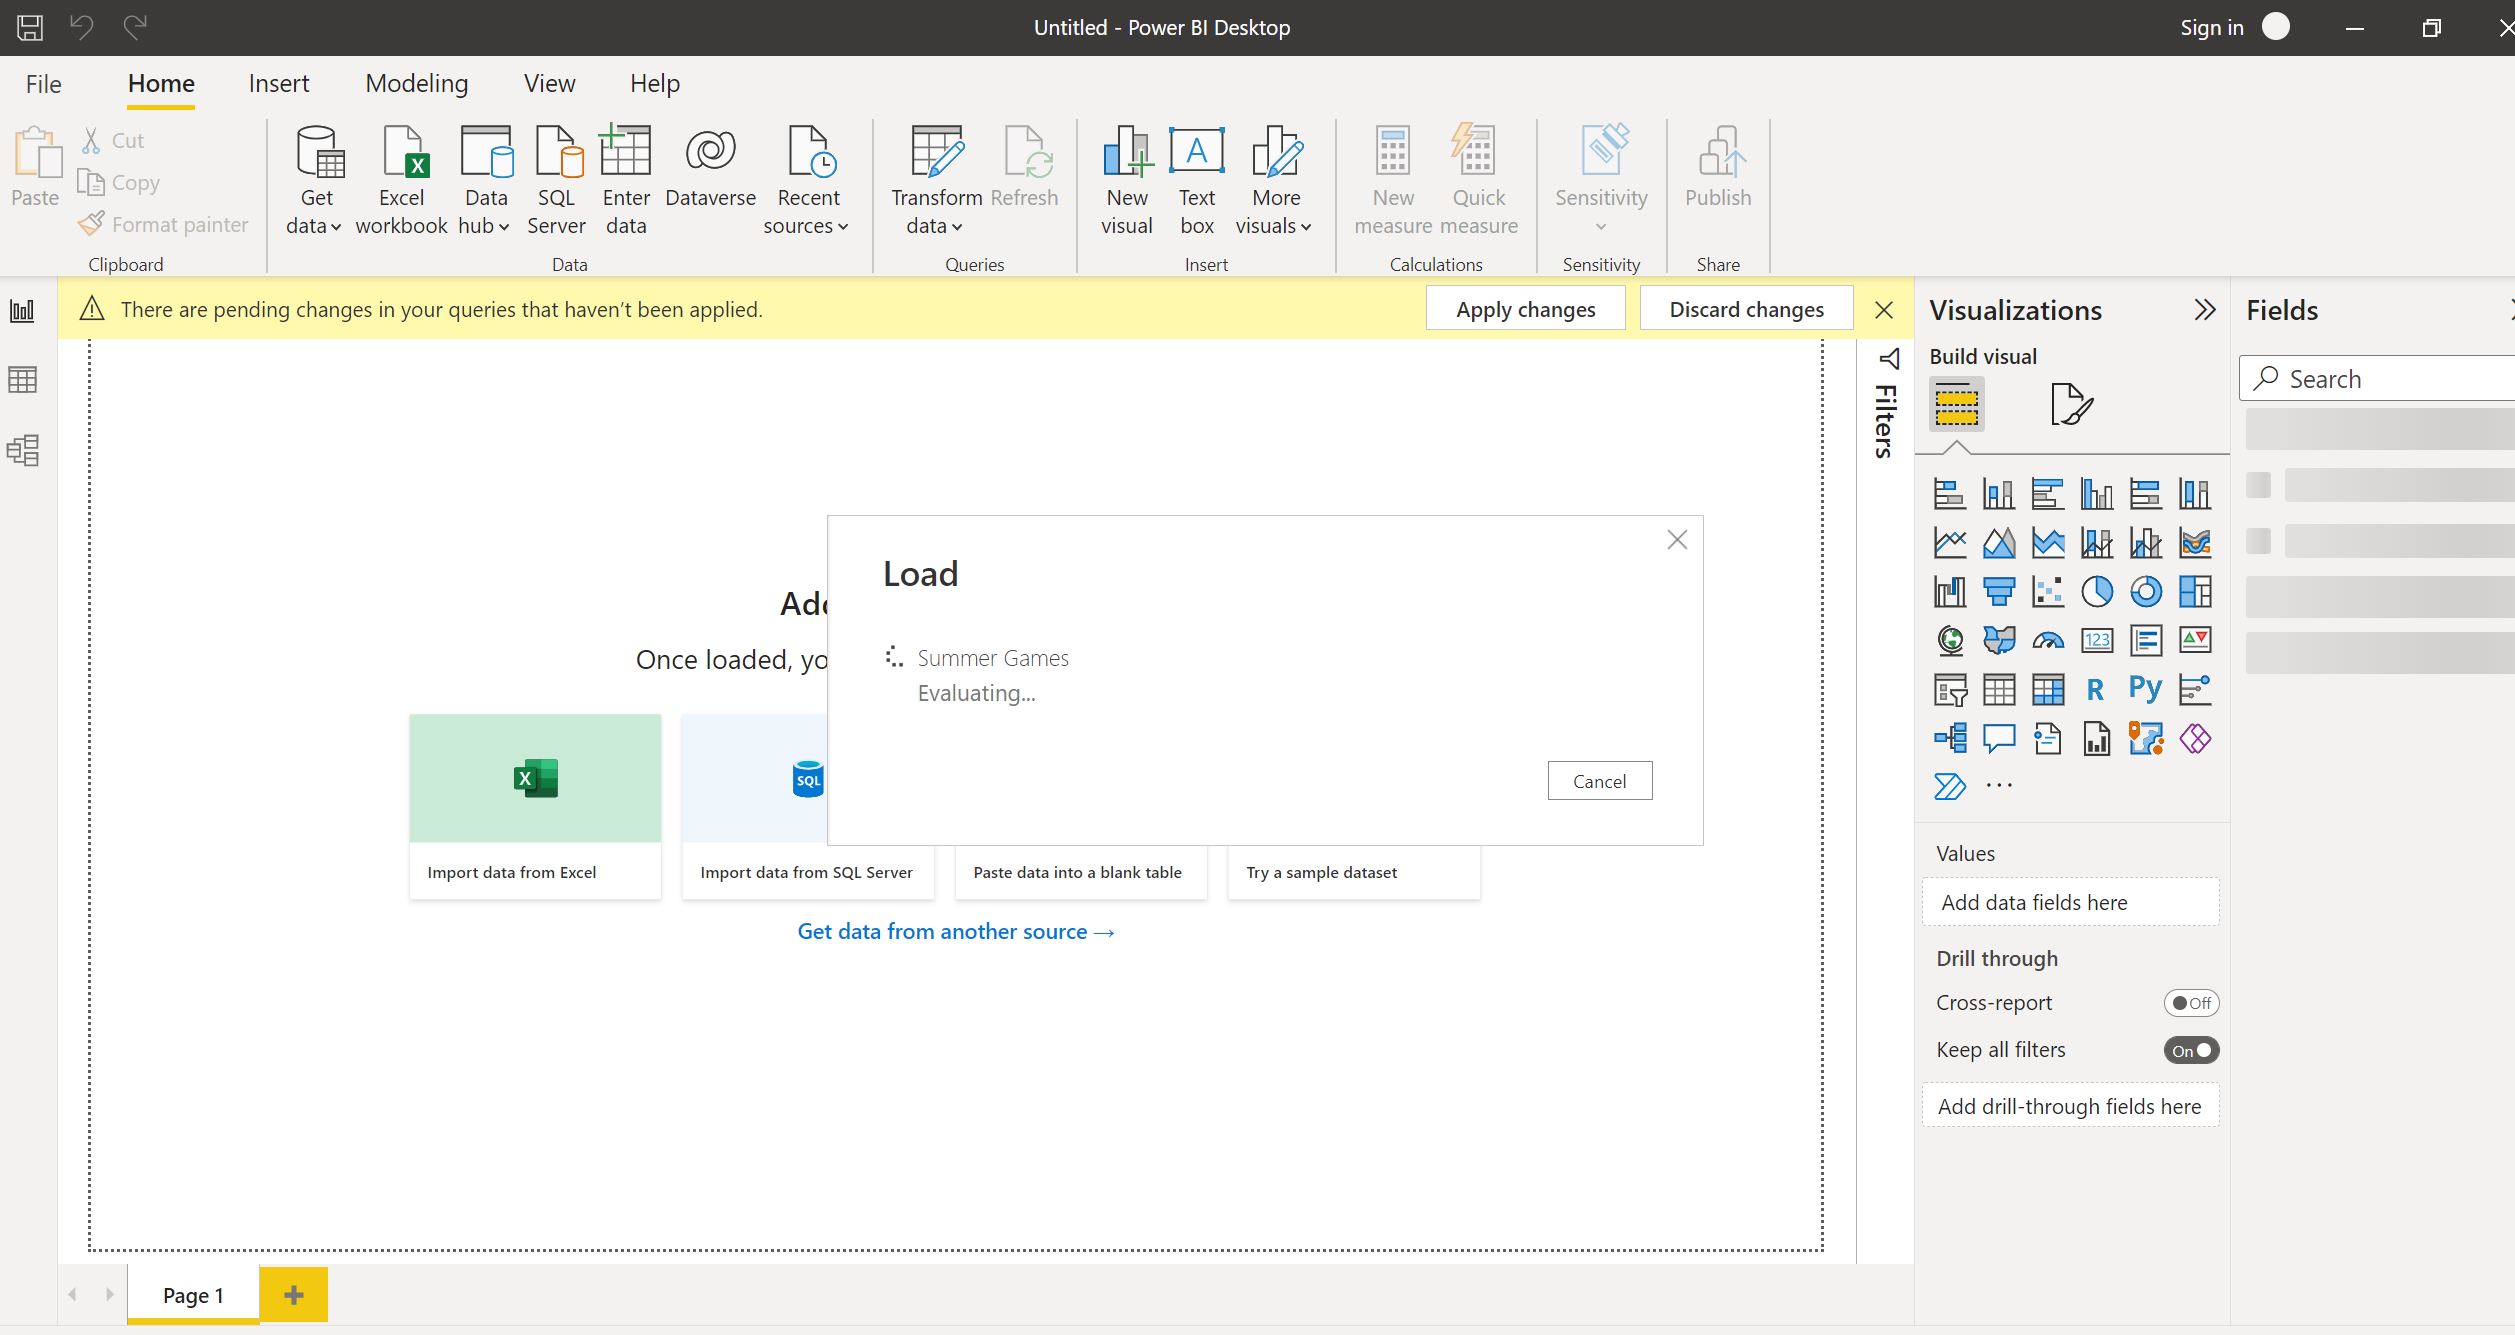 Untitled - Power BI Desktop
Sign in
File
Home
Insert
Modeling
View
Help
Paste
Cut
Copy
Format painter
Clipboard
Get
data
Excel
workbook
Data
hub
SQL
Server
Enter
data
Dataverse
Recent
sources
Data
Transform
data
Refresh
Queries
New
visual
A
Text
box
More
visuals
Insert
New
measure
Quick
measure
Calculations
Sensitivity
Sensitivity
Publish
Share
There are pending changes in your queries that haven’t been applied.
Apply changes
Discard changes
Filters
Load
Summer Games
Evaluating...
Cancel
Once loaded,
X
SQL
Import data from Excel
Import data from SQL Server
Paste data into a blank table
Try a sample dataset
Get data from another source →
Page 1
Visualizations
Build visual
123
R
Py
Values
Add data fields here
Drill through
Cross-report
Off
Keep all filters
On
Add drill-through fields here
Fields
Search